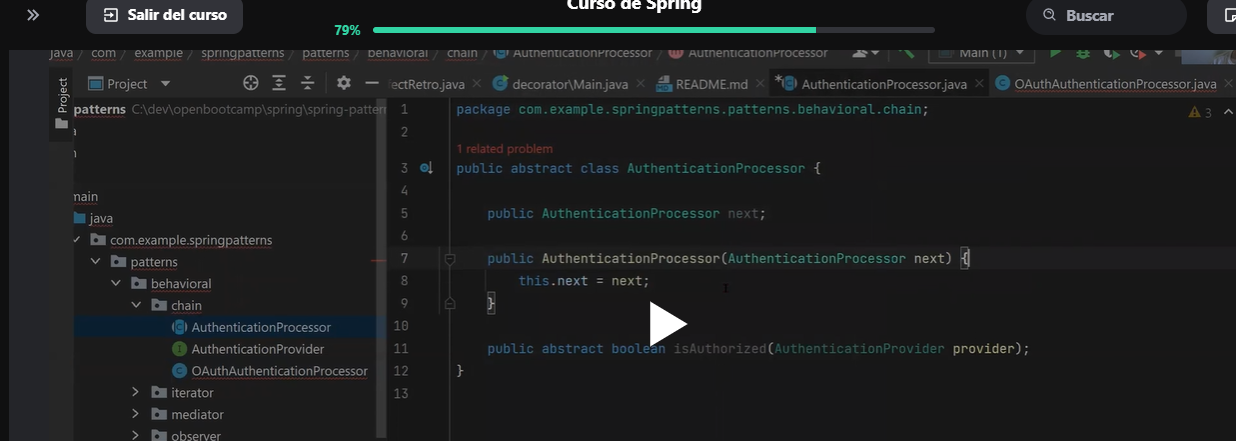 Salir del curso
Curso de Spring
79%
Buscar
java / com / example / springpatterns / patterns / behavioral / chain / AuthenticationProcessor / AuthenticationProcessor
Main (1)
Project
Project
ectRetro.java
decorator\Main.java
README.md
AuthenticationProcessor.java
OAuthAuthenticationProcessor.java
patterns C:\dev\openbootcamp\spring\spring-patter
main
java
com.example.springpatterns
patterns
behavioral
chain
AuthenticationProcessor
AuthenticationProvider
OAuthAuthenticationProcessor
iterator
mediator
observer
3
1 package com.example.springpatterns.patterns.behavioral.chain;
2
1 related problem
3 public abstract class AuthenticationProcessor {
4
5 public AuthenticationProcessor next;
6
7 public AuthenticationProcessor(AuthenticationProcessor next) {
8 this.next = next;
9 }
10
11 public abstract boolean isAuthorized(AuthenticationProvider provider);
12 }
13